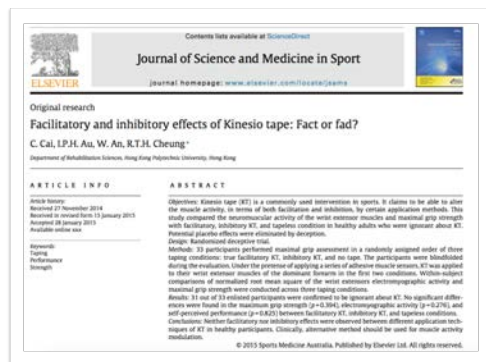 Contents lists available at ScienceDirect
Journal of Science and Medicine in Sport
journal homepage: www.elsevier.com/locate/jsams
ELSEVIER
Original research
Facilitatory and inhibitory effects of Kinesio tape: Fact or fad?
C. Cai, I.P.H. Au, W. An, R.T.H. Cheung*
Department of Rehabilitation Sciences, Hong Kong Polytechnic University, Hong Kong
ARTICLE INFO
Article history:
Received 27 November 2014
Received in revised form 15 January 2015
Accepted 28 January 2015
Available online xxx
Keywords:
Taping
Performance
Strength
ABSTRACT
Objectives: Kinesio tape (KT) is a commonly used intervention in sports. It claims to be able to alter
the muscle activity, in terms of both facilitation and inhibition, by certain application methods. This
study compared the neuromuscular activity of the wrist extensor muscles and maximal grip strength
with facilitatory, inhibitory KT, and tapeless condition in healthy adults who were ignorant about KT.
Potential placebo effects were eliminated by deception.
Design: Randomized deceptive trial.
Methods: 33 participants performed maximal grip assessment in a randomly assigned order of three
taping conditions: true facilitatory KT, inhibitory KT, and no tape. The participants were blindfolded
during the evaluation. Under the pretense of applying a series of adhesive muscle sensors, KT was applied
to their wrist extensor muscles of the dominant forearm in the first two conditions. Within-subject
comparisons of normalized root mean square of the wrist extensors electromyographic activity and
maximal grip strength were conducted across three taping conditions.
Results: 31 out of 33 enlisted participants were confirmed to be ignorant about KT. No significant differ-
ences were found in the maximum grip strength (p=0.394), electromyographic activity (p=0.276), and
self-perceived performance (p=0.825) between facilitatory KT, inhibitory KT, and tapeless conditions.
Conclusions: Neither facilitatory nor inhibitory effects were observed between different application tech-
niques of KT in healthy participants. Clinically, alternative method should be used for muscle activity
modulation.
© 2015 Sports Medicine Australia. Published by Elsevier Ltd. All rights reserved.